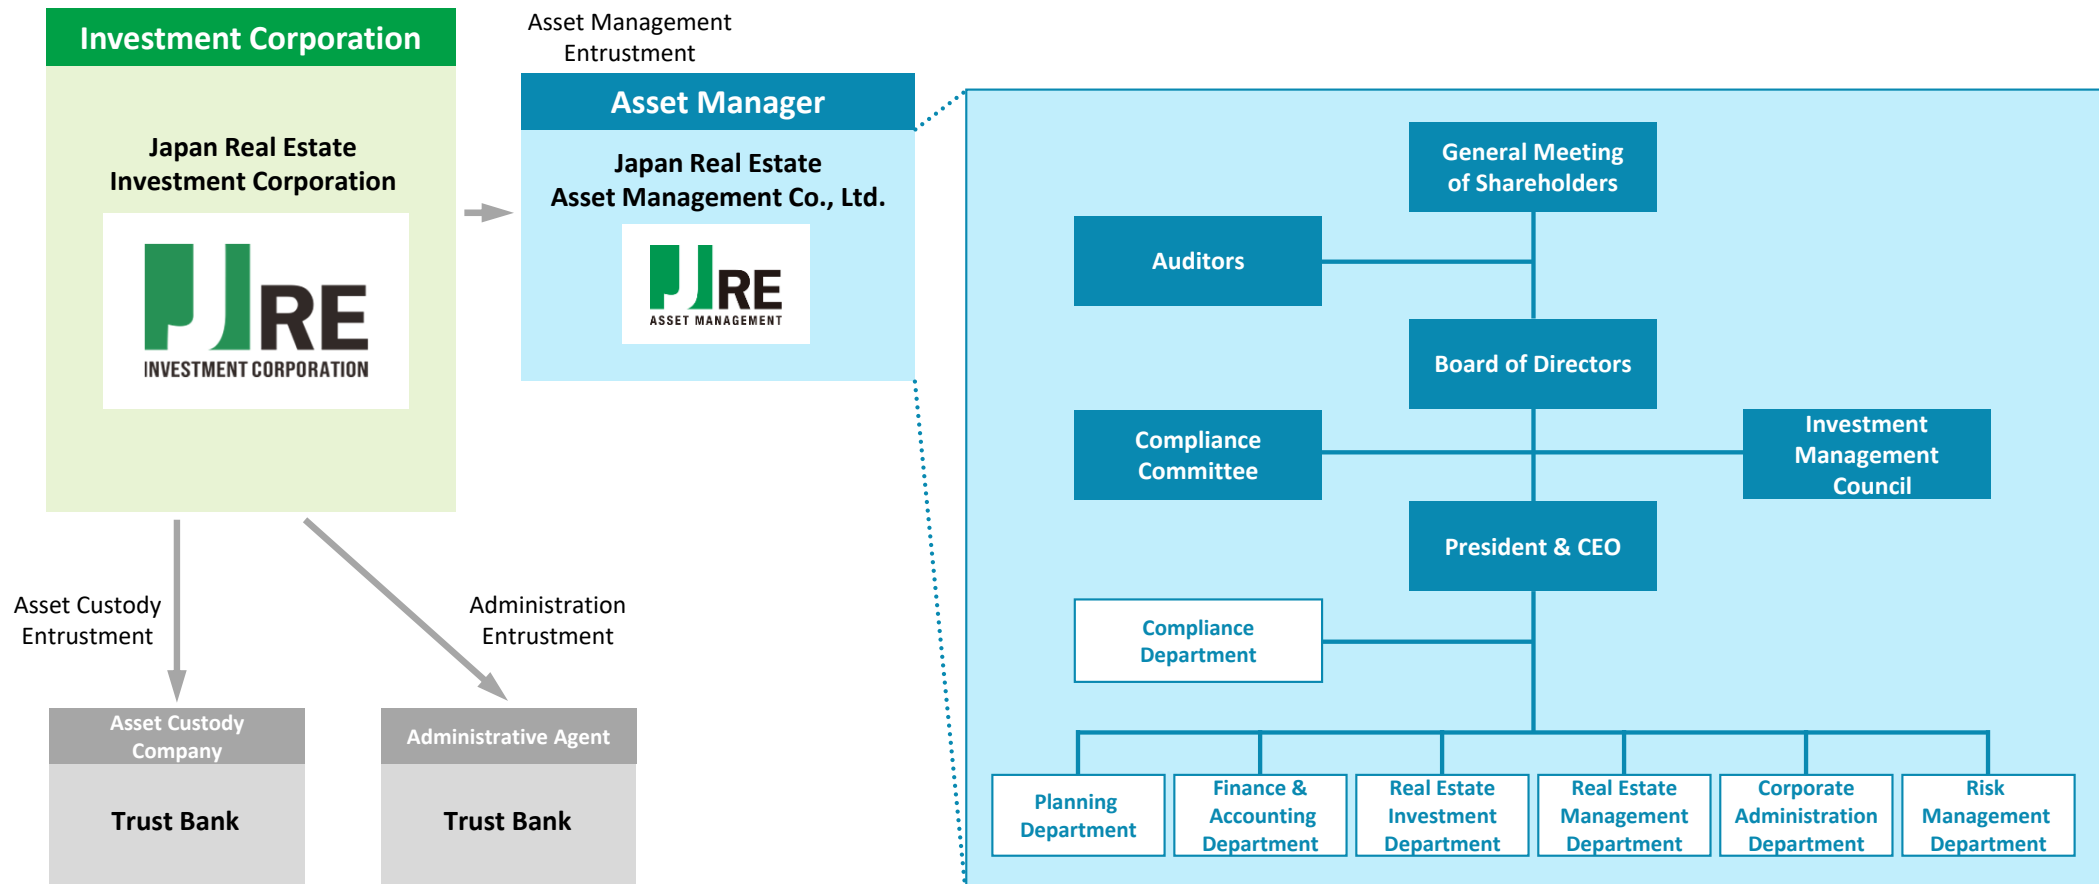 Investment Corporation
Japan Real Estate
Investment Corporation
JRE
INVESTMENT CORPORATION
Asset Management
Entrustment
Asset Manager
Japan Real Estate
Asset Management Co., Ltd.
JRE
ASSET MANAGEMENT
Asset Custody
Entrustment
Administration
Entrustment
Asset Custody
Company
Trust Bank
Administrative Agent
Trust Bank
General Meeting
of Shareholders
Auditors
Board of Directors
Compliance
Committee
Investment
Management
Council
President & CEO
Compliance
Department
Planning
Department
Finance &
Accounting
Department
Real Estate
Investment
Department
Real Estate
Management
Department
Corporate
Administration
Department
Risk
Management
Department